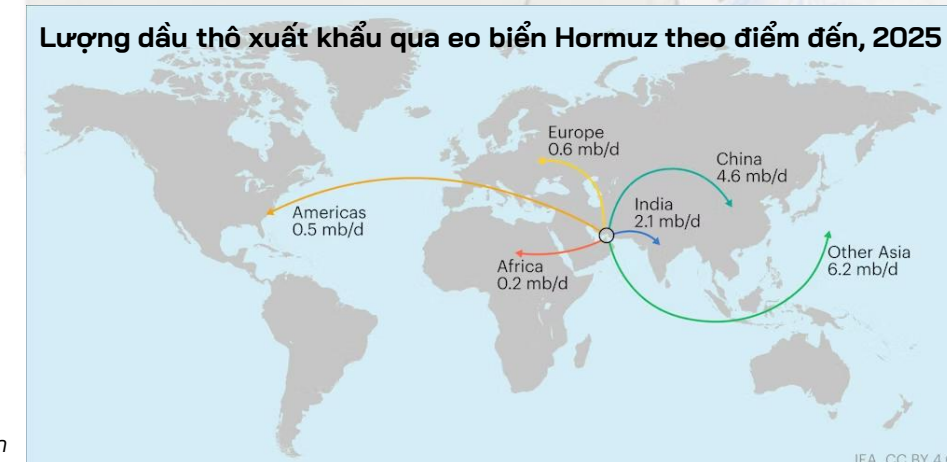 Lượng dầu thô xuất khẩu qua eo biển Hormuz theo điểm đến, 2025
Europe
0.6 mb/d
China
4.6 mb/d
India
2.1 mb/d
Americas
0.5 mb/d
Africa
0.2 mb/d
Other Asia
6.2 mb/d
IEA. CC BY 4